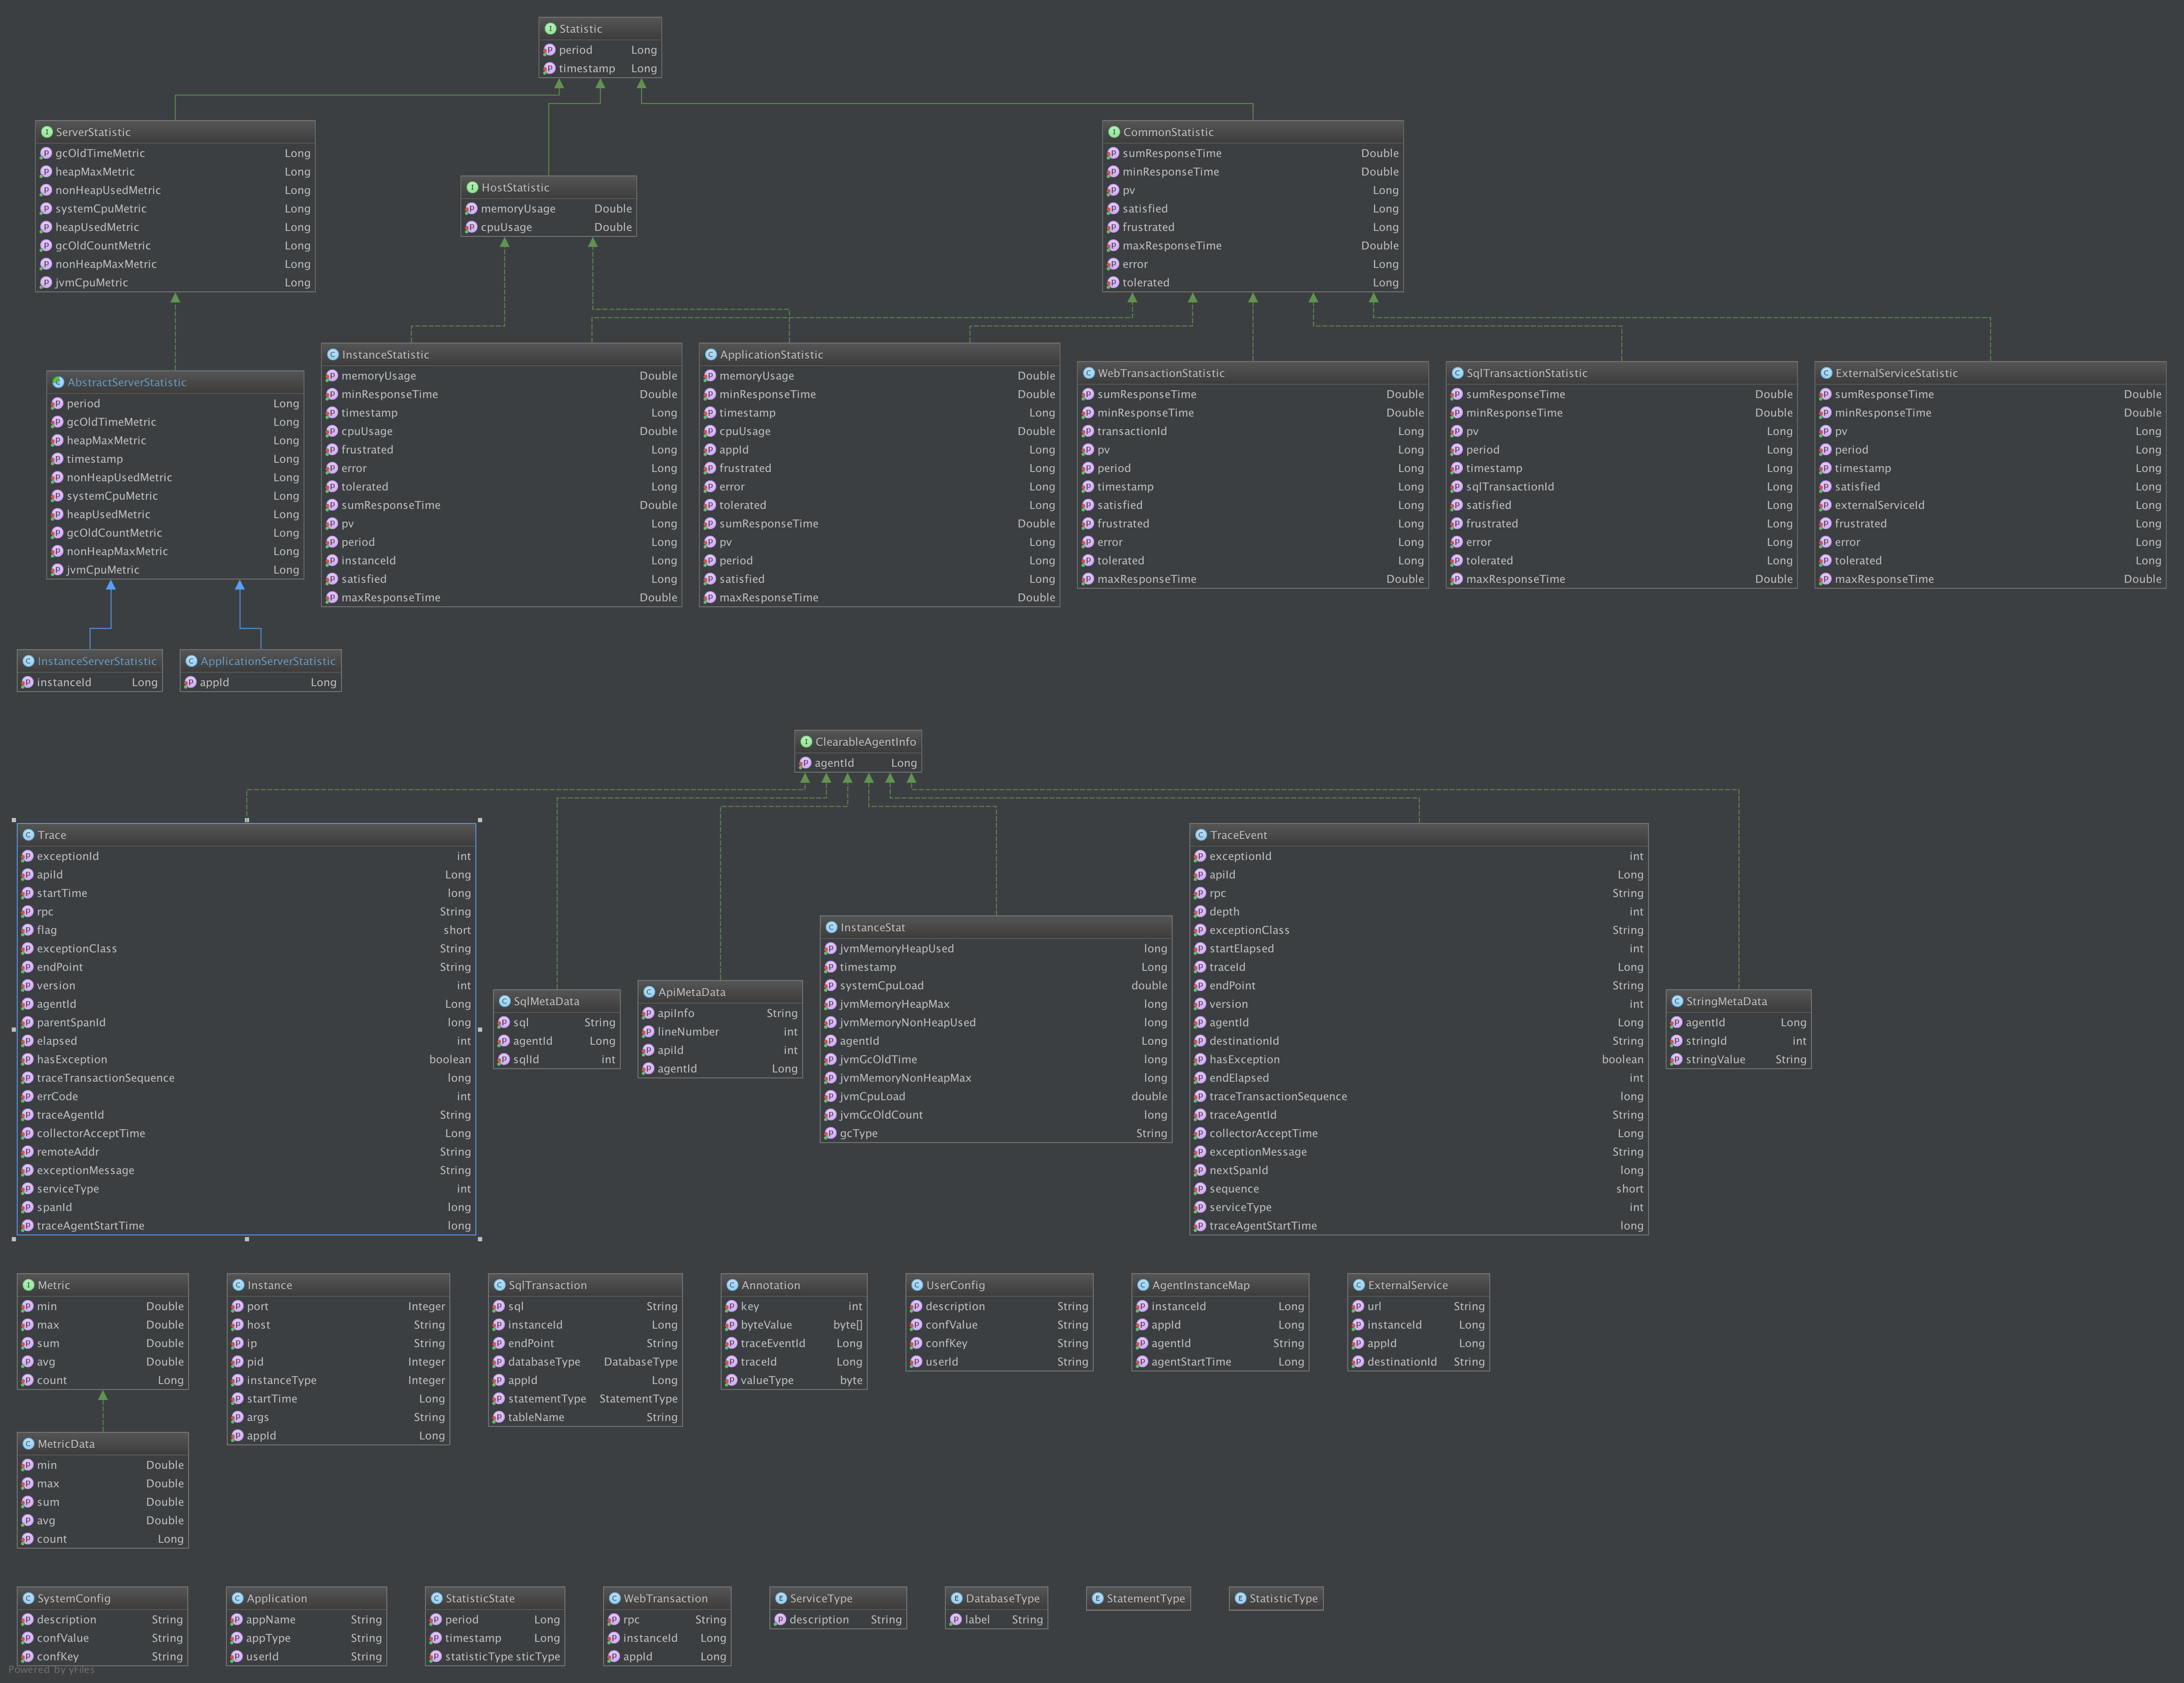 Statistic
period Long
timestamp Long
ServerStatistic
gcOldTimeMetric Long
heapMaxMetric Long
nonHeapUsedMetric Long
systemCpuMetric Long
heapUsedMetric Long
gcOldCountMetric Long
nonHeapMaxMetric Long
jvmCpuMetric Long
HostStatistic
memoryUsage Double
cpuUsage Double
CommonStatistic
sumResponseTime Double
minResponseTime Double
pv Long
satisfied Long
frustrated Long
maxResponseTime Double
error Long
tolerated Long
AbstractServerStatistic
period Long
gcOldTimeMetric Long
heapMaxMetric Long
timestamp Long
nonHeapUsedMetric Long
systemCpuMetric Long
heapUsedMetric Long
gcOldCountMetric Long
nonHeapMaxMetric Long
jvmCpuMetric Long
InstanceStatistic
memoryUsage Double
minResponseTime Double
timestamp Long
cpuUsage Double
frustrated Long
error Long
tolerated Long
sumResponseTime Double
pv Long
period Long
instanceId Long
satisfied Long
maxResponseTime Double
ApplicationStatistic
memoryUsage Double
minResponseTime Double
timestamp Long
cpuUsage Double
appId Long
frustrated Long
error Long
tolerated Long
sumResponseTime Double
pv Long
period Long
satisfied Long
maxResponseTime Double
WebTransactionStatistic
sumResponseTime Double
minResponseTime Double
transactionId Long
pv Long
period Long
timestamp Long
satisfied Long
frustrated Long
error Long
tolerated Long
maxResponseTime Double
SqlTransactionStatistic
sumResponseTime Double
minResponseTime Double
pv Long
period Long
timestamp Long
sqlTransactionId Long
satisfied Long
frustrated Long
error Long
tolerated Long
maxResponseTime Double
ExternalServiceStatistic
sumResponseTime Double
minResponseTime Double
pv Long
period Long
timestamp Long
satisfied Long
externalServiceId Long
frustrated Long
error Long
tolerated Long
maxResponseTime Double
InstanceServerStatistic
instanceId Long
ApplicationServerStatistic
appId Long
ClearableAgentInfo
agentId Long
Trace
exceptionId int
apiId Long
startTime long
rpc String
flag short
exceptionClass String
endPoint String
version int
agentId Long
parentSpanId long
elapsed int
hasException boolean
traceTransactionSequence long
errCode int
traceAgentId String
collectorAcceptTime Long
remoteAddr String
exceptionMessage String
serviceType int
spanId long
traceAgentStartTime long
SqlMetaData
sql String
agentId Long
sqlId int
ApiMetaData
apiInfo String
lineNumber int
apiId int
agentId Long
InstanceStat
jvmMemoryHeapUsed long
timestamp Long
systemCpuLoad double
jvmMemoryHeapMax long
jvmMemoryNonHeapUsed long
agentId Long
jvmGcOldTime long
jvmMemoryNonHeapMax long
jvmCpuLoad double
jvmGcOldCount long
gcType String
TraceEvent
exceptionId int
apiId Long
rpc String
depth int
exceptionClass String
startElapsed int
traceId Long
endPoint String
version int
agentId Long
destinationId String
hasException boolean
endElapsed int
traceTransactionSequence long
traceAgentId String
collectorAcceptTime Long
exceptionMessage String
nextSpanId long
sequence short
serviceType int
traceAgentStartTime long
StringMetaData
agentId Long
stringId int
stringValue String
Metric
min Double
max Double
sum Double
avg Double
count Long
Instance
port Integer
host String
ip String
pid Integer
instanceType Integer
startTime Long
args String
appId Long
SqlTransaction
sql String
instanceId Long
endPoint String
databaseType DatabaseType
appId Long
statementType StatementType
tableName String
Annotation
key int
byteValue byte[]
traceEventId Long
traceId Long
valueType byte
UserConfig
description String
confValue String
confKey String
userId String
AgentInstanceMap
instanceId Long
appId Long
agentId String
agentStartTime Long
ExternalService
url String
instanceId Long
appId Long
destinationId String
MetricData
min Double
max Double
sum Double
avg Double
count Long
SystemConfig
description String
confValue String
confKey String
Application
appName String
appType String
userId String
StatisticState
period Long
timestamp Long
statisticType sticType
WebTransaction
rpc String
instanceId Long
appId Long
ServiceType
description String
DatabaseType
label String
StatementType
StatisticType
Powered by yFiles